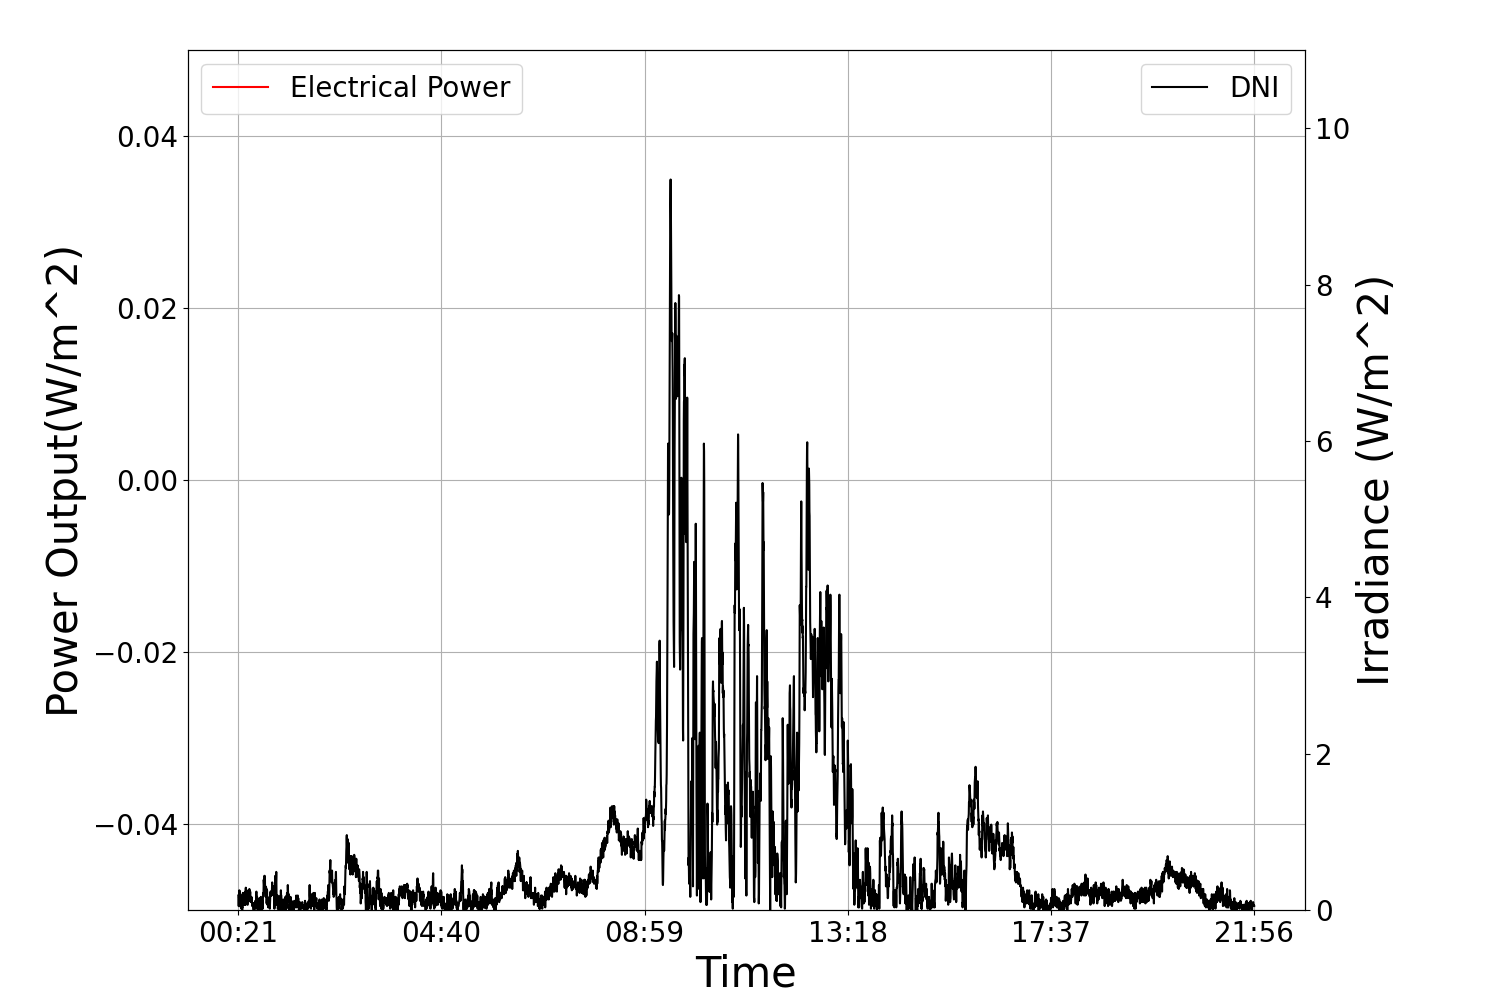 Electrical Power
DNI
Power Output(W/m^2)
0.04
0.02
0.00
−0.02
−0.04
10
8
6
4
2
0
Irradiance (W/m^2)
00:21 04:40 08:59 13:18 17:37 21:56
Time